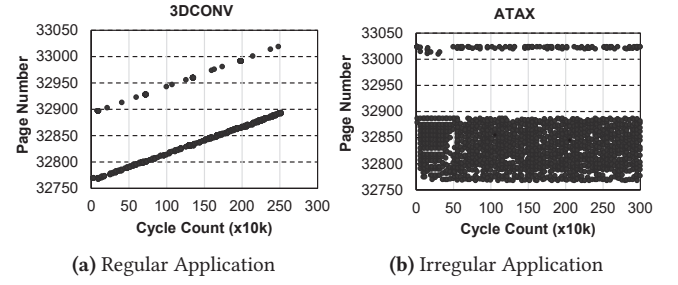 3DCONV
Page Number
33050
33000
32950
32900
32850
32800
32750
0 50 100 150 200 250 300
Cycle Count (x10k)
(a) Regular Application
ATAX
Page Number
33050
33000
32950
32900
32850
32800
32750
0 50 100 150 200 250 300
Cycle Count (x10k)
(b) Irregular Application